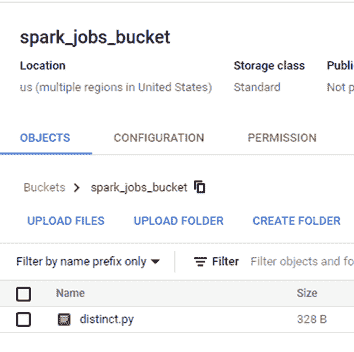 spark_jobs_bucket
Location Storage class Publi
us (multiple regions in United States) Standard Not p
OBJECTS CONFIGURATION PERMISSION
Buckets spark_jobs_bucket
UPLOAD FILES UPLOAD FOLDER CREATE FOLDER
Filter by name prefix only Filter Filter objects and fo
Name Size
distinct.py 328 B